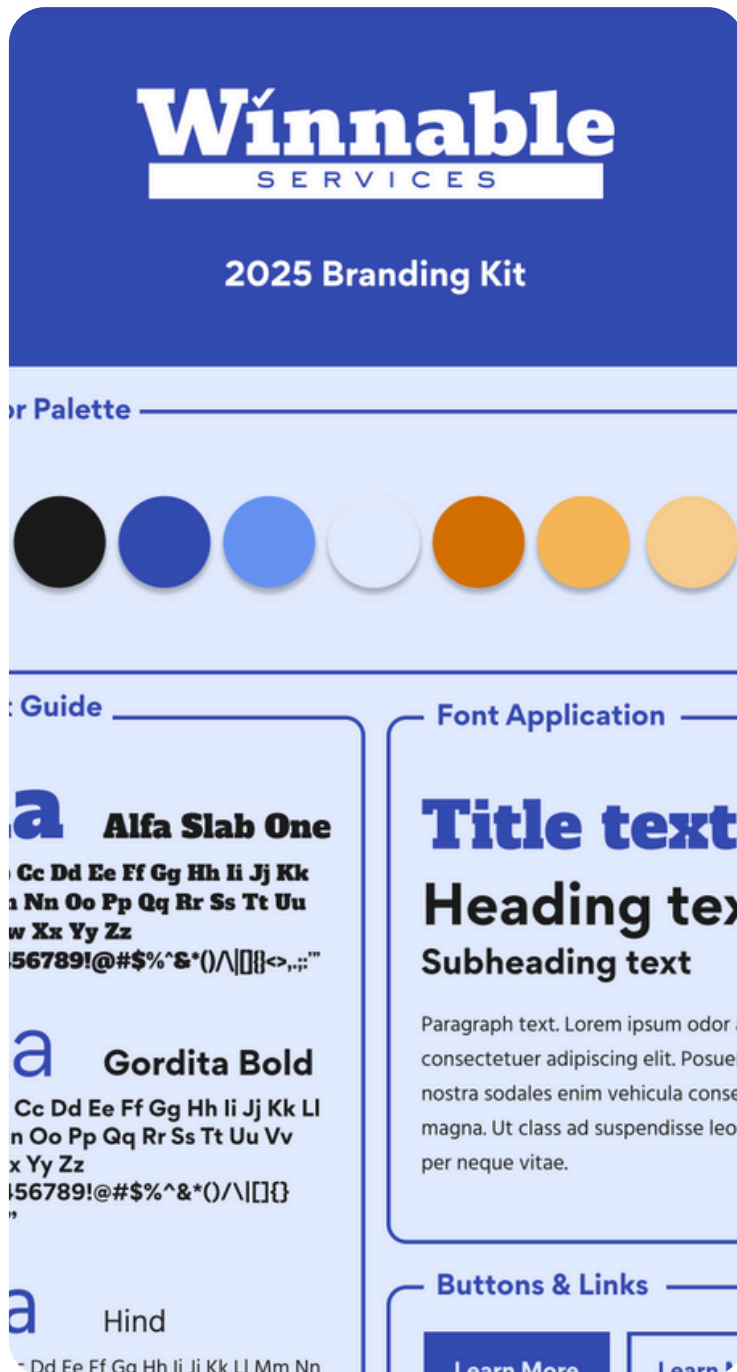 Winnable
SERVICES
2025 Branding Kit
Palette
Guide
Alfa Slab One
Cc Dd Ee Ff Gg Hh Ii Jj Kk
Nn Oo Pp Qq Rr Ss Tt Uu
Xx Yy Zz
456789!@#$%^&*()/\|[]{}<>,.;:'"
Gordita Bold
Cc Dd Ee Ff Gg Hh Ii Jj Kk Ll
Oo Pp Qq Rr Ss Tt Uu Vv
Yy Zz
456789!@#$%^&*()/\|[]{}
Hind
Dd Ee Ff Gg Hh Ii Jj Kk Ll Mm Nn
Font Application
Title text
Heading
Subheading text
Paragraph text. Lorem ipsum odor
consectetuer adipiscing elit.
nostra sodales enim vehicula
magna. Ut class ad suspendisse leo
per neque vitae.
Buttons & Links
Learn More
Learn